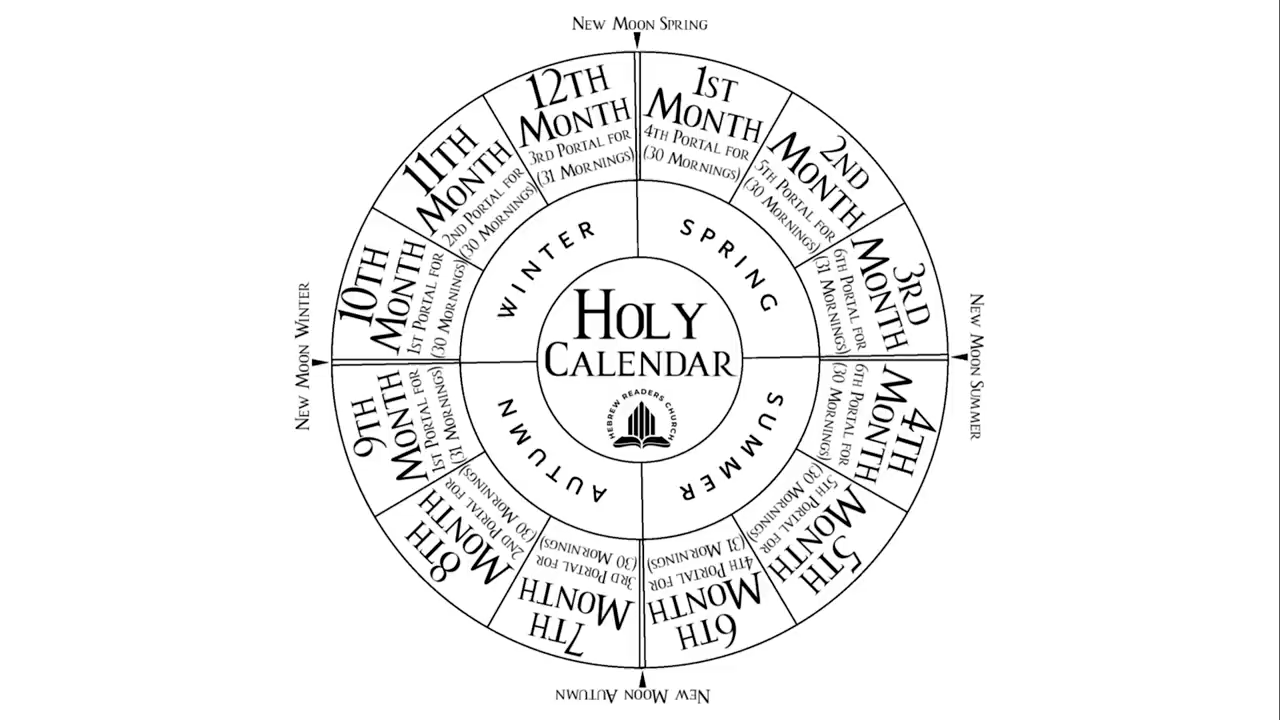 New Moon Spring
1st
Month
4th Portal for
(30 Mornings)
2nd
Month
5th Portal for
(30 Mornings)
3rd
Month
6th Portal for
(31 Mornings)
New Moon Summer
4th
Month
6th Portal for
(30 Mornings)
5th
Month
5th Portal for
(30 Mornings)
6th
Month
4th Portal for
(31 Mornings)
New Moon Autumn
7th
Month
3rd Portal for
(30 Mornings)
8th
Month
2nd Portal for
(30 Mornings)
9th
Month
1st Portal for
(31 Mornings)
New Moon Winter
10th
Month
1st Portal for
(30 Mornings)
11th
Month
2nd Portal for
(30 Mornings)
12th
Month
3rd Portal for
(31 Mornings)
SPRING
SUMMER
AUTUMN
WINTER
Holy
Calendar
HEBREW READERS CHURCH